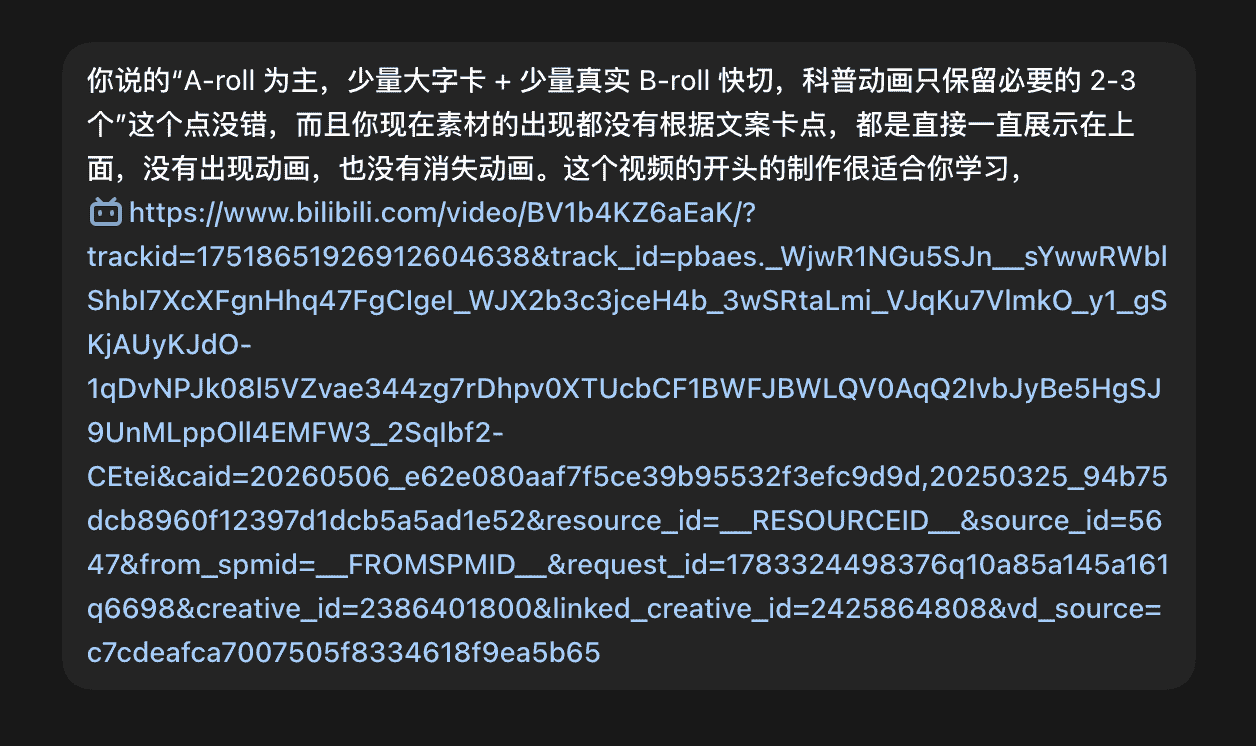 你说的“A-roll 为主，少量大字卡 + 少量真实 B-roll 快切，科普动画只保留必要的 2-3
个”这个点没错，而且你现在素材的出现都没有根据文案卡点，都是直接一直展示在上
面，没有出现动画，也没有消失动画。这个视频的开头的制作很适合你学习，
https://www.bilibili.com/video/BV1b4KZ6aEaK/?
trackid=17518651926912604638&track_id=pbaes._WjwR1NGu5SJn__sYwwRWbl
ShbI7XcXFgnHhq47FgCIgeI_WJX2b3c3jceH4b_3wSRtaLmi_VJqKu7VlmkO_y1_gS
KjAUyKJdO-
1qDvNPJk08l5VZvae344zg7rDhpv0XTUcbCF1BWFJBWLQV0AqQ2IvbJyBe5HgSJ
9UnMLppOll4EMFW3_2SqIbf2-
CEtei&caid=20260506_e62e080aaf7f5ce39b95532f3efc9d9d,20250325_94b75
dcb8960f12397d1dcb5a5ad1e52&resource_id=__RESOURCEID__&source_id=56
47&from_spmid=__FROMSPMID__&request_id=1783324498376q10a85a145a161
q6698&creative_id=2386401800&linked_creative_id=2425864808&vd_source=
c7cdeafca7007505f8334618f9ea5b65